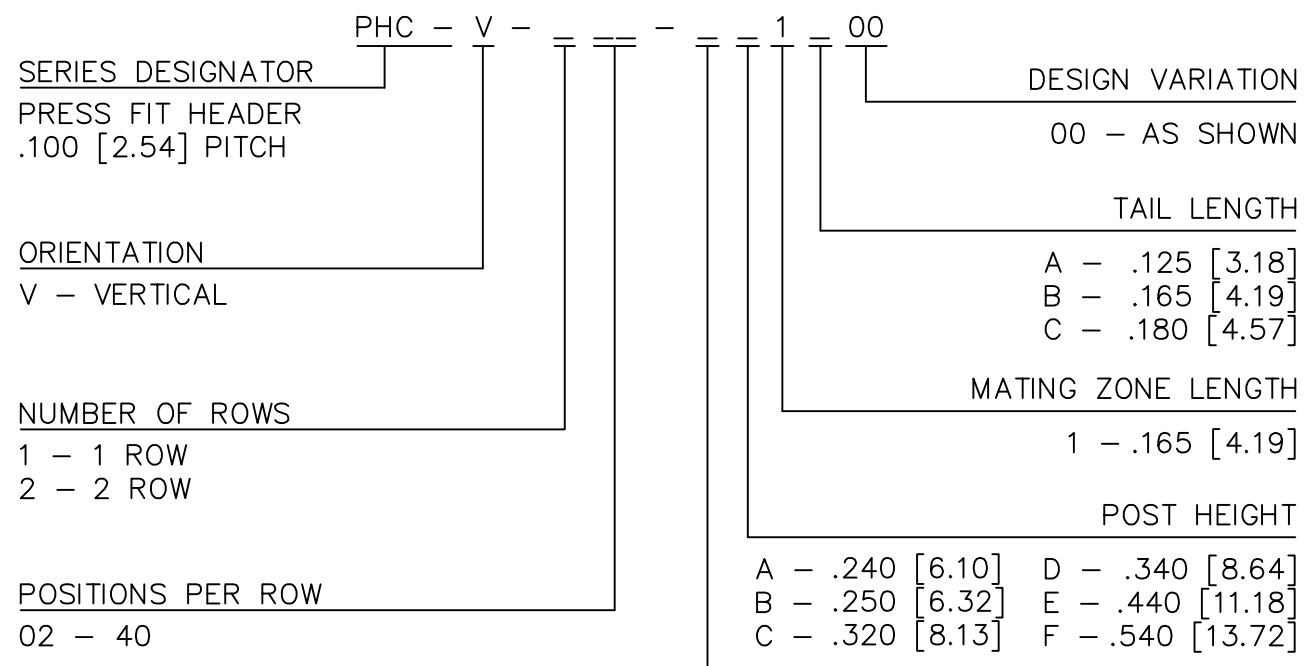 PHC - V - _ __ - _ _ 1 _ 00
SERIES DESIGNATOR
PRESS FIT HEADER
.100 [2.54] PITCH
ORIENTATION
V - VERTICAL
NUMBER OF ROWS
1 - 1 ROW
2 - 2 ROW
POSITIONS PER ROW
02 - 40
DESIGN VARIATION
00 - AS SHOWN
TAIL LENGTH
A - .125 [3.18]
B - .165 [4.19]
C - .180 [4.57]
MATING ZONE LENGTH
1 - .165 [4.19]
POST HEIGHT
A - .240 [6.10] D - .340 [8.64]
B - .250 [6.32] E - .440 [11.18]
C - .320 [8.13] F - .540 [13.72]